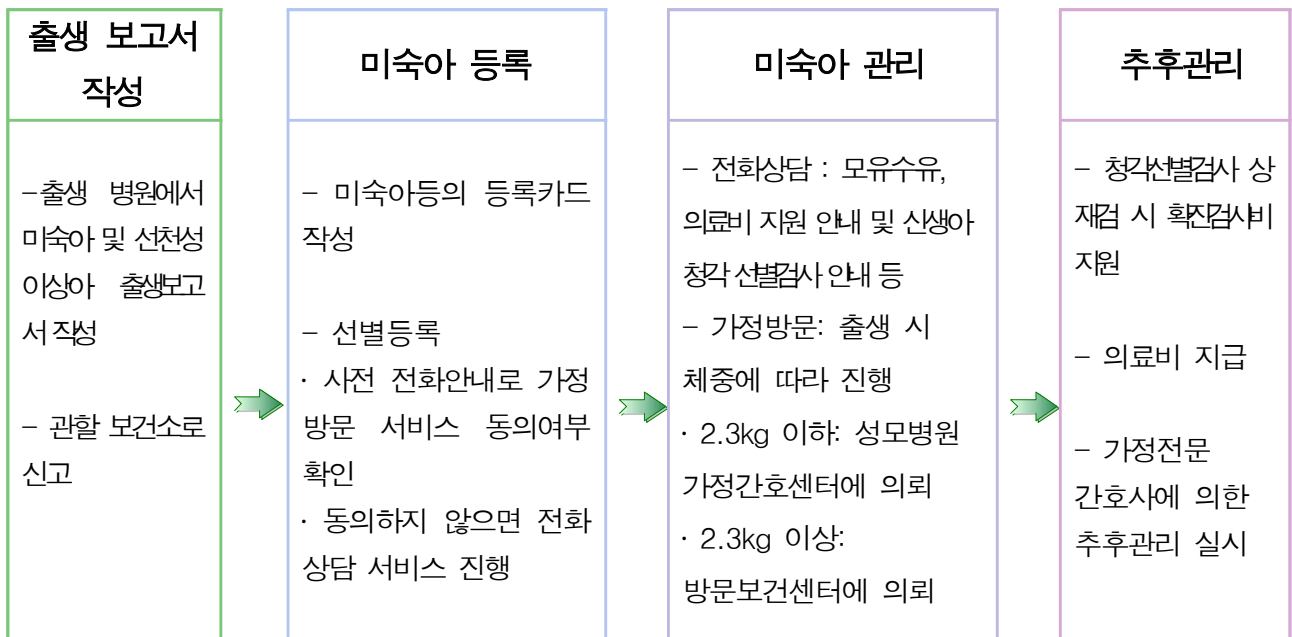 출생 보고서
작성
-출생 병원에서
미숙아 및 선천성
이상아 출생보고
서 작성
- 관할 보건소로
신고
미숙아 등록
- 미숙아등의 등록카드
작성
- 선별등록
· 사전 전화안내로 가정
방문 서비스 동의여부
확인
· 동의하지 않으면 전화
상담 서비스 진행
미숙아 관리
- 전화상담 : 모유수유,
의료비 지원 안내 및 신생아
청각 선별검사 안내 등
- 가정방문: 출생 시
체중에 따라 진행
· 2.3kg 이하: 성모병원
가정간호센터에 의뢰
· 2.3kg 이상:
방문보건센터에 의뢰
추후관리
- 청각선별검사 상
재검 시 확진검사비
지원
- 의료비 지급
- 가정전문
간호사에 의한
추후관리 실시